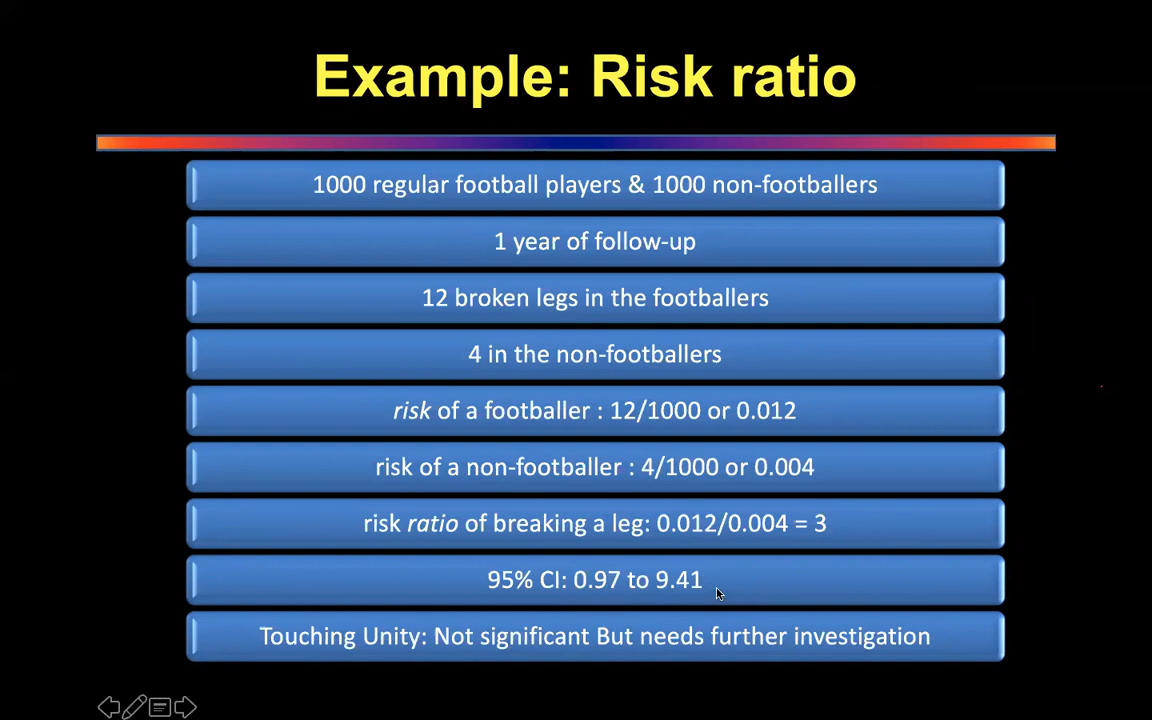 Example: Risk ratio
1000 regular football players & 1000 non-footballers
1 year of follow-up
12 broken legs in the footballers
4 in the non-footballers
risk of a footballer : 12/1000 or 0.012
risk of a non-footballer : 4/1000 or 0.004
risk ratio of breaking a leg: 0.012/0.004 = 3
95% CI: 0.97 to 9.41
Touching Unity: Not significant But needs further investigation